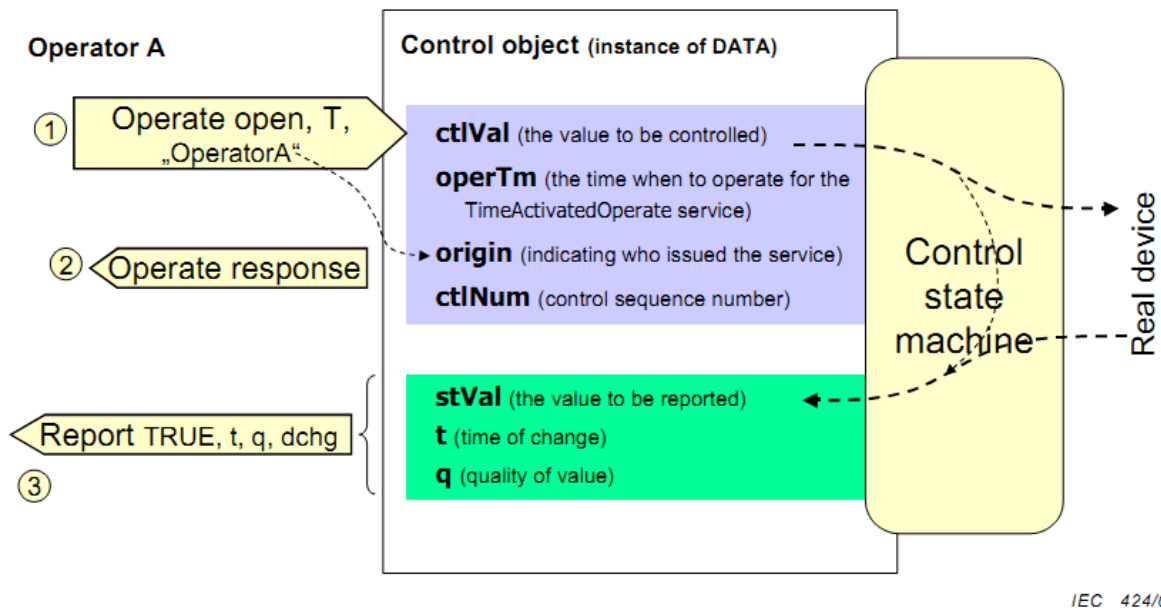 Operator A
Control object (instance of DATA)
1
Operate open, T,
„OperatorA“
ctlVal (the value to be controlled)
operTm (the time when to operate for the
TimeActivatedOperate service)
2
Operate response
origin (indicating who issued the service)
ctlNum (control sequence number)
Control
state
machine
Real device
stVal (the value to be reported)
Report TRUE, t, q, dchg
t (time of change)
q (quality of value)
3
IEC 424/0